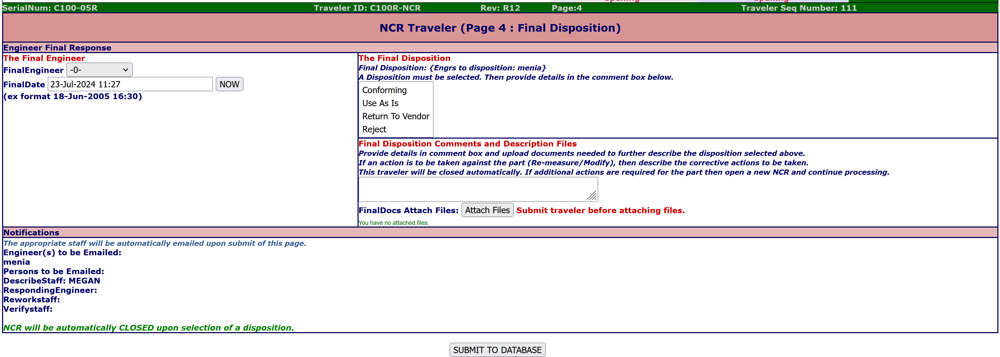 opening opening
SerialNum: C100-05R Traveler ID: C100R-NCR Rev: R12 Page:4 Traveler Seq Number: 111
NCR Traveler (Page 4 : Final Disposition)
Engineer Final Response
The Final Engineer
FinalEngineer -0-
FinalDate 23-Jul-2024 11:27 NOW
(ex format 18-Jun-2005 16:30)
The Final Disposition
Final Disposition: {Engrs to disposition: menia}
A Disposition must be selected. Then provide details in the comment box below.
Conforming
Use As Is
Return To Vendor
Reject
Final Disposition Comments and Description Files
Provide details in comment box and upload documents needed to further describe the disposition selected above.
If an action is to be taken against the part (Re-measure/Modify), then describe the corrective actions to be taken.
This traveler will be closed automatically. If additional actions are required for the part then open a new NCR and continue processing.
FinalDocs Attach Files: Attach Files Submit traveler before attaching files.
You have no attached files.
Notifications
The appropriate staff will be automatically emailed upon submit of this page.
Engineer(s) to be Emailed:
menia
Persons to be Emailed:
DescribeStaff: MEGAN
RespondingEngineer:
Reworkstaff:
Verifystaff:
NCR will be automatically CLOSED upon selection of a disposition.
SUBMIT TO DATABASE